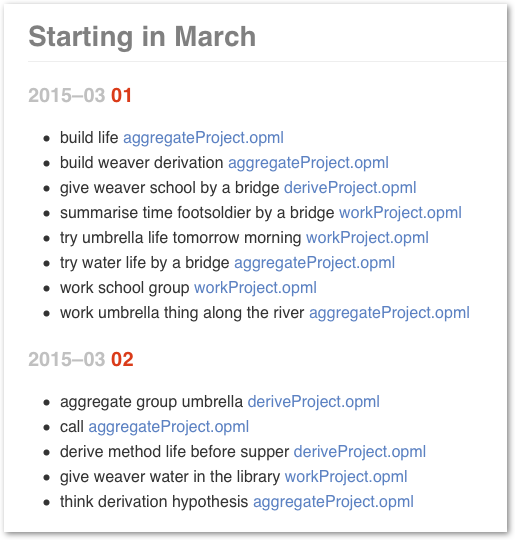 Starting in March
2015–03 01
• build life aggregateProject.opml
• build weaver derivation aggregateProject.opml
• give weaver school by a bridge deriveProject.opml
• summarise time footsoldier by a bridge workProject.opml
• try umbrella life tomorrow morning workProject.opml
• try water life by a bridge aggregateProject.opml
• work school group workProject.opml
• work umbrella thing along the river aggregateProject.opml
2015–03 02
• aggregate group umbrella deriveProject.opml
• call aggregateProject.opml
• derive method life before supper deriveProject.opml
• give weaver water in the library workProject.opml
• think derivation hypothesis aggregateProject.opml